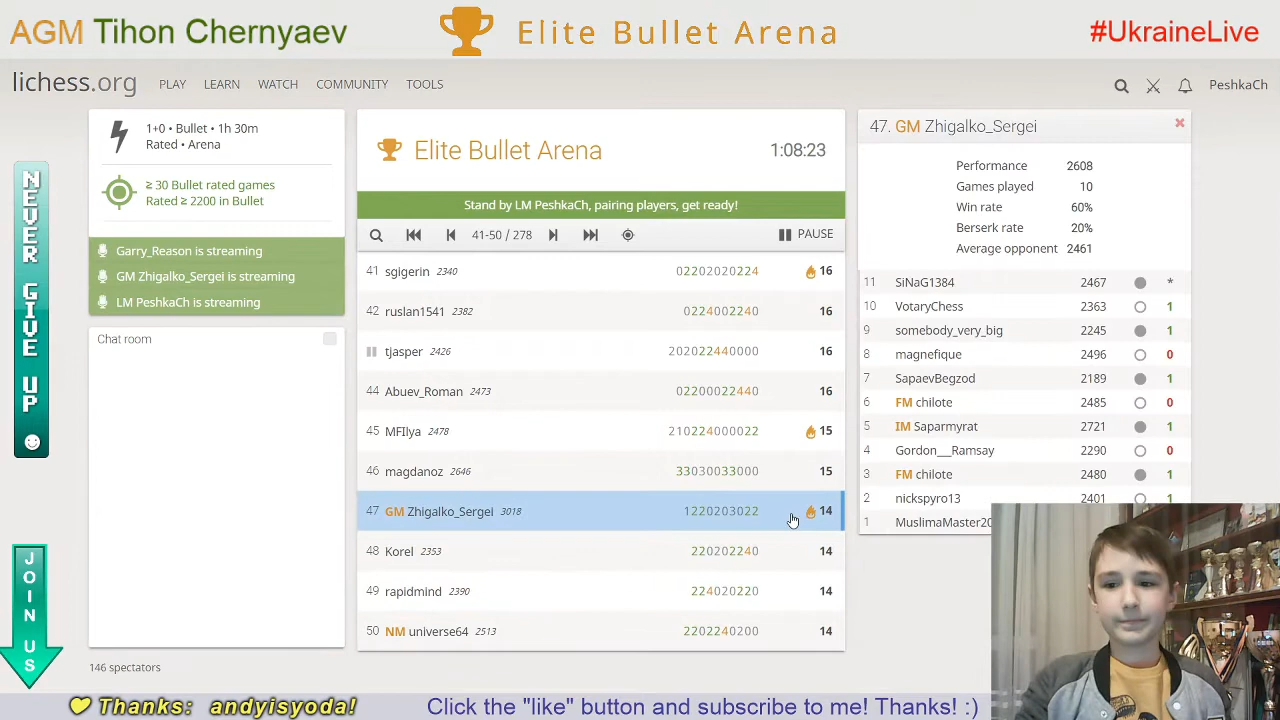 AGM Tihon Chernyaev
Elite Bullet Arena
#UkraineLive
lichess.org
PLAY
LEARN
WATCH
COMMUNITY
TOOLS
PeshkaCh
NEVER GIVE UP
JOIN US
1+0 • Bullet • 1h 30m
Rated • Arena
≥ 30 Bullet rated games
Rated ≥ 2200 in Bullet
Garry_Reason is streaming
GM Zhigalko_Sergei is streaming
LM PeshkaCh is streaming
Chat room
146 spectators
Elite Bullet Arena 1:08:23
Stand by LM PeshkaCh, pairing players, get ready!
41-50 / 278 PAUSE
41 sgigerin 2340 02202020224 16
42 ruslan1541 2382 0224002240 16
tjasper 2426 202022440000 16
44 Abuev_Roman 2473 02200022440 16
45 MFIlya 2478 210224000022 15
46 magdanoz 2646 33030033000 15
47 GM Zhigalko_Sergei 3018 1220203022 14
48 Korel 2353 220202240 14
49 rapidmind 2390 224020220 14
50 NM universe64 2513 2202240200 14
47. GM Zhigalko_Sergei
Performance 2608
Games played 10
Win rate 60%
Berserk rate 20%
Average opponent 2461
11 SiNaG1384 2467 *
10 VotaryChess 2363 1
9 somebody_very_big 2245 1
8 magnefique 2496 0
7 SapaevBegzod 2189 1
6 FM chilote 2485 0
5 IM Saparmyrat 2721 1
4 Gordon___Ramsay 2290 0
3 FM chilote 2480 1
2 nickspyro13 2401 1
1 MuslimaMaster20
Thanks: andyisyoda!
Click the "like" button and subscribe to me! Thanks! :)